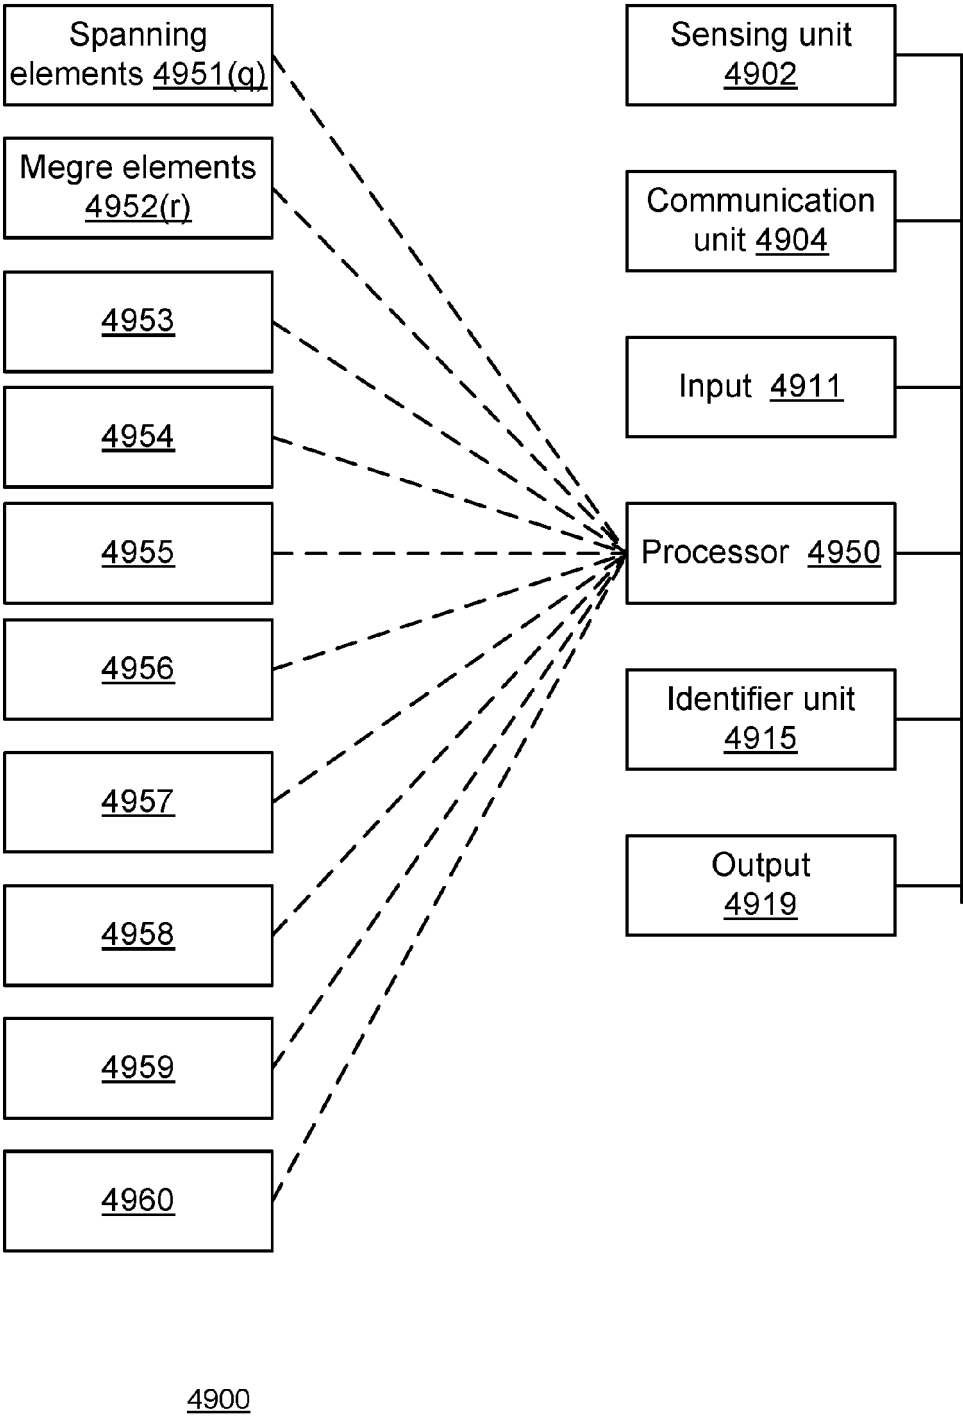 Spanning
elements 4951(q)
Megre elements
4952(r)
4953
4954
4955
4956
4957
4958
4959
4960
Sensing unit
4902
Communication
unit 4904
Input 4911
Processor 4950
Identifier unit
4915
Output
4919
4900